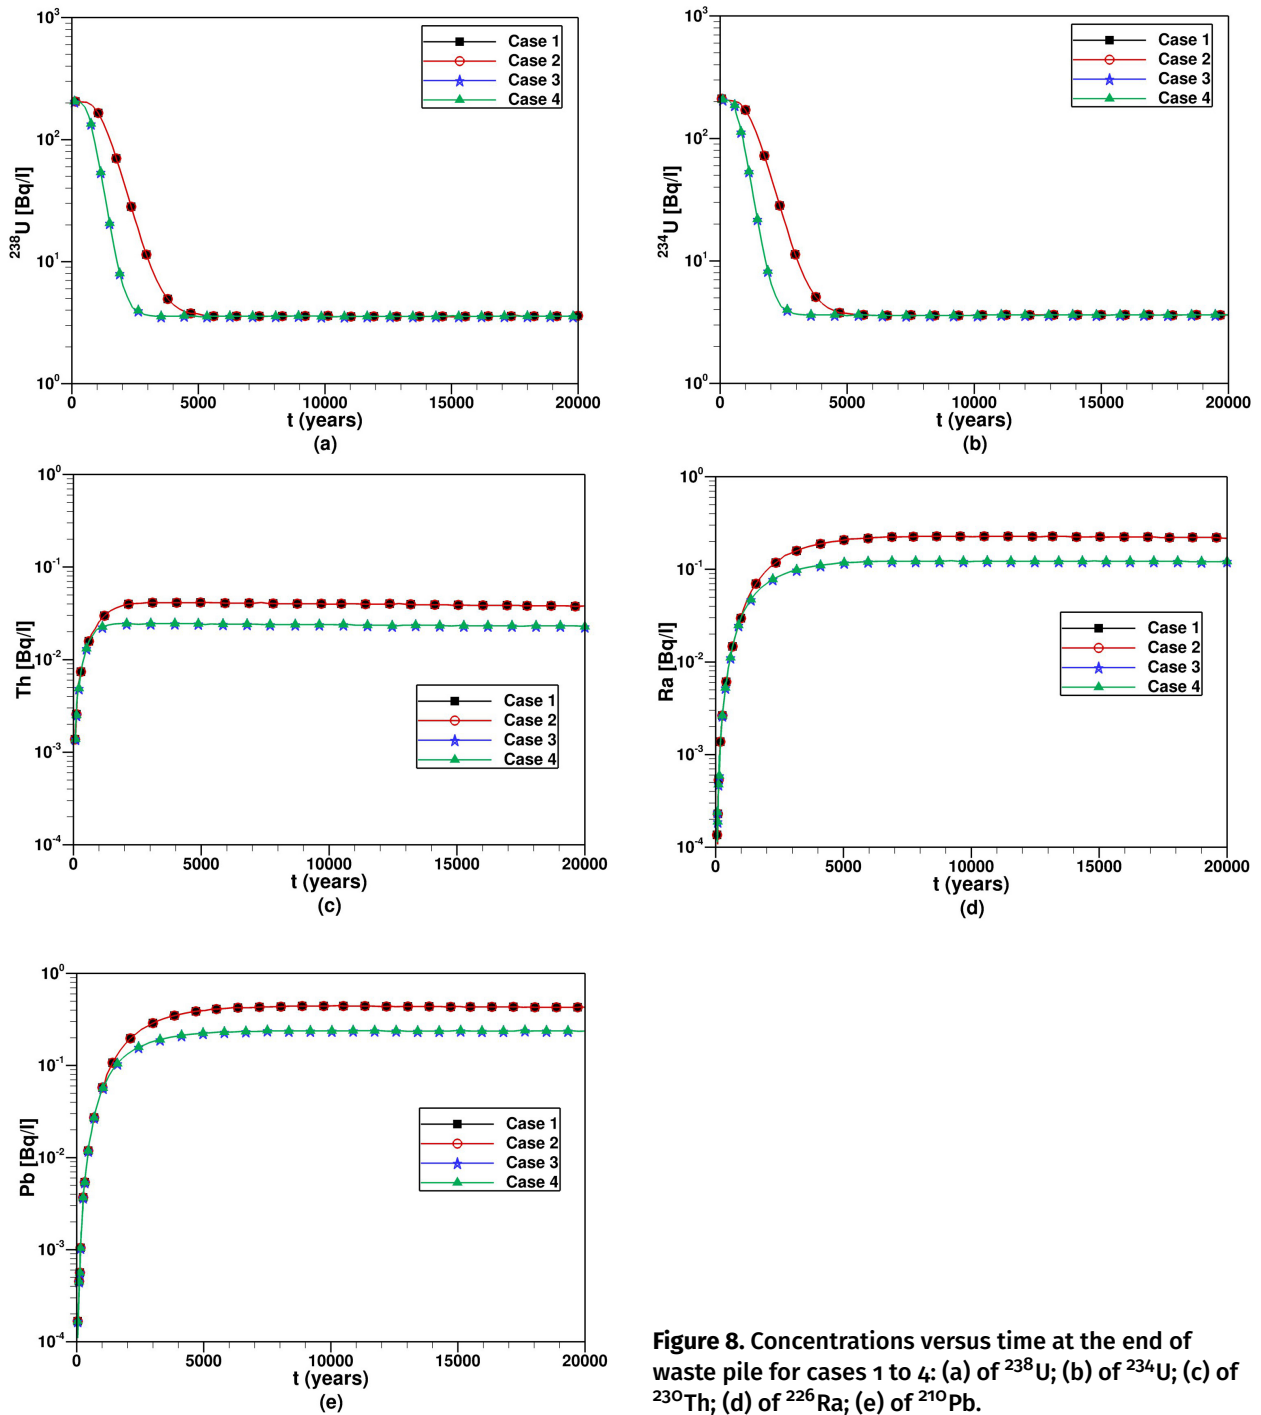 10³
10²
10¹
10⁰
²³⁸U [Bq/l]
Case 1
Case 2
Case 3
Case 4
0 5000 10000 15000 20000
t (years)
(a)
10³
10²
10¹
10⁰
²³⁴U [Bq/l]
Case 1
Case 2
Case 3
Case 4
0 5000 10000 15000 20000
t (years)
(b)
10⁰
10⁻¹
10⁻²
10⁻³
10⁻⁴
Th [Bq/l]
Case 1
Case 2
Case 3
Case 4
0 5000 10000 15000 20000
t (years)
(c)
10⁰
10⁻¹
10⁻²
10⁻³
10⁻⁴
Ra [Bq/l]
Case 1
Case 2
Case 3
Case 4
0 5000 10000 15000 20000
t (years)
(d)
10⁰
10⁻¹
10⁻²
10⁻³
10⁻⁴
Pb [Bq/l]
Case 1
Case 2
Case 3
Case 4
0 5000 10000 15000 20000
t (years)
(e)
Figure 8. Concentrations versus time at the end of
waste pile for cases 1 to 4: (a) of ²³⁸U; (b) of ²³⁴U; (c) of
²³⁰Th; (d) of ²²⁶Ra; (e) of ²¹⁰Pb.